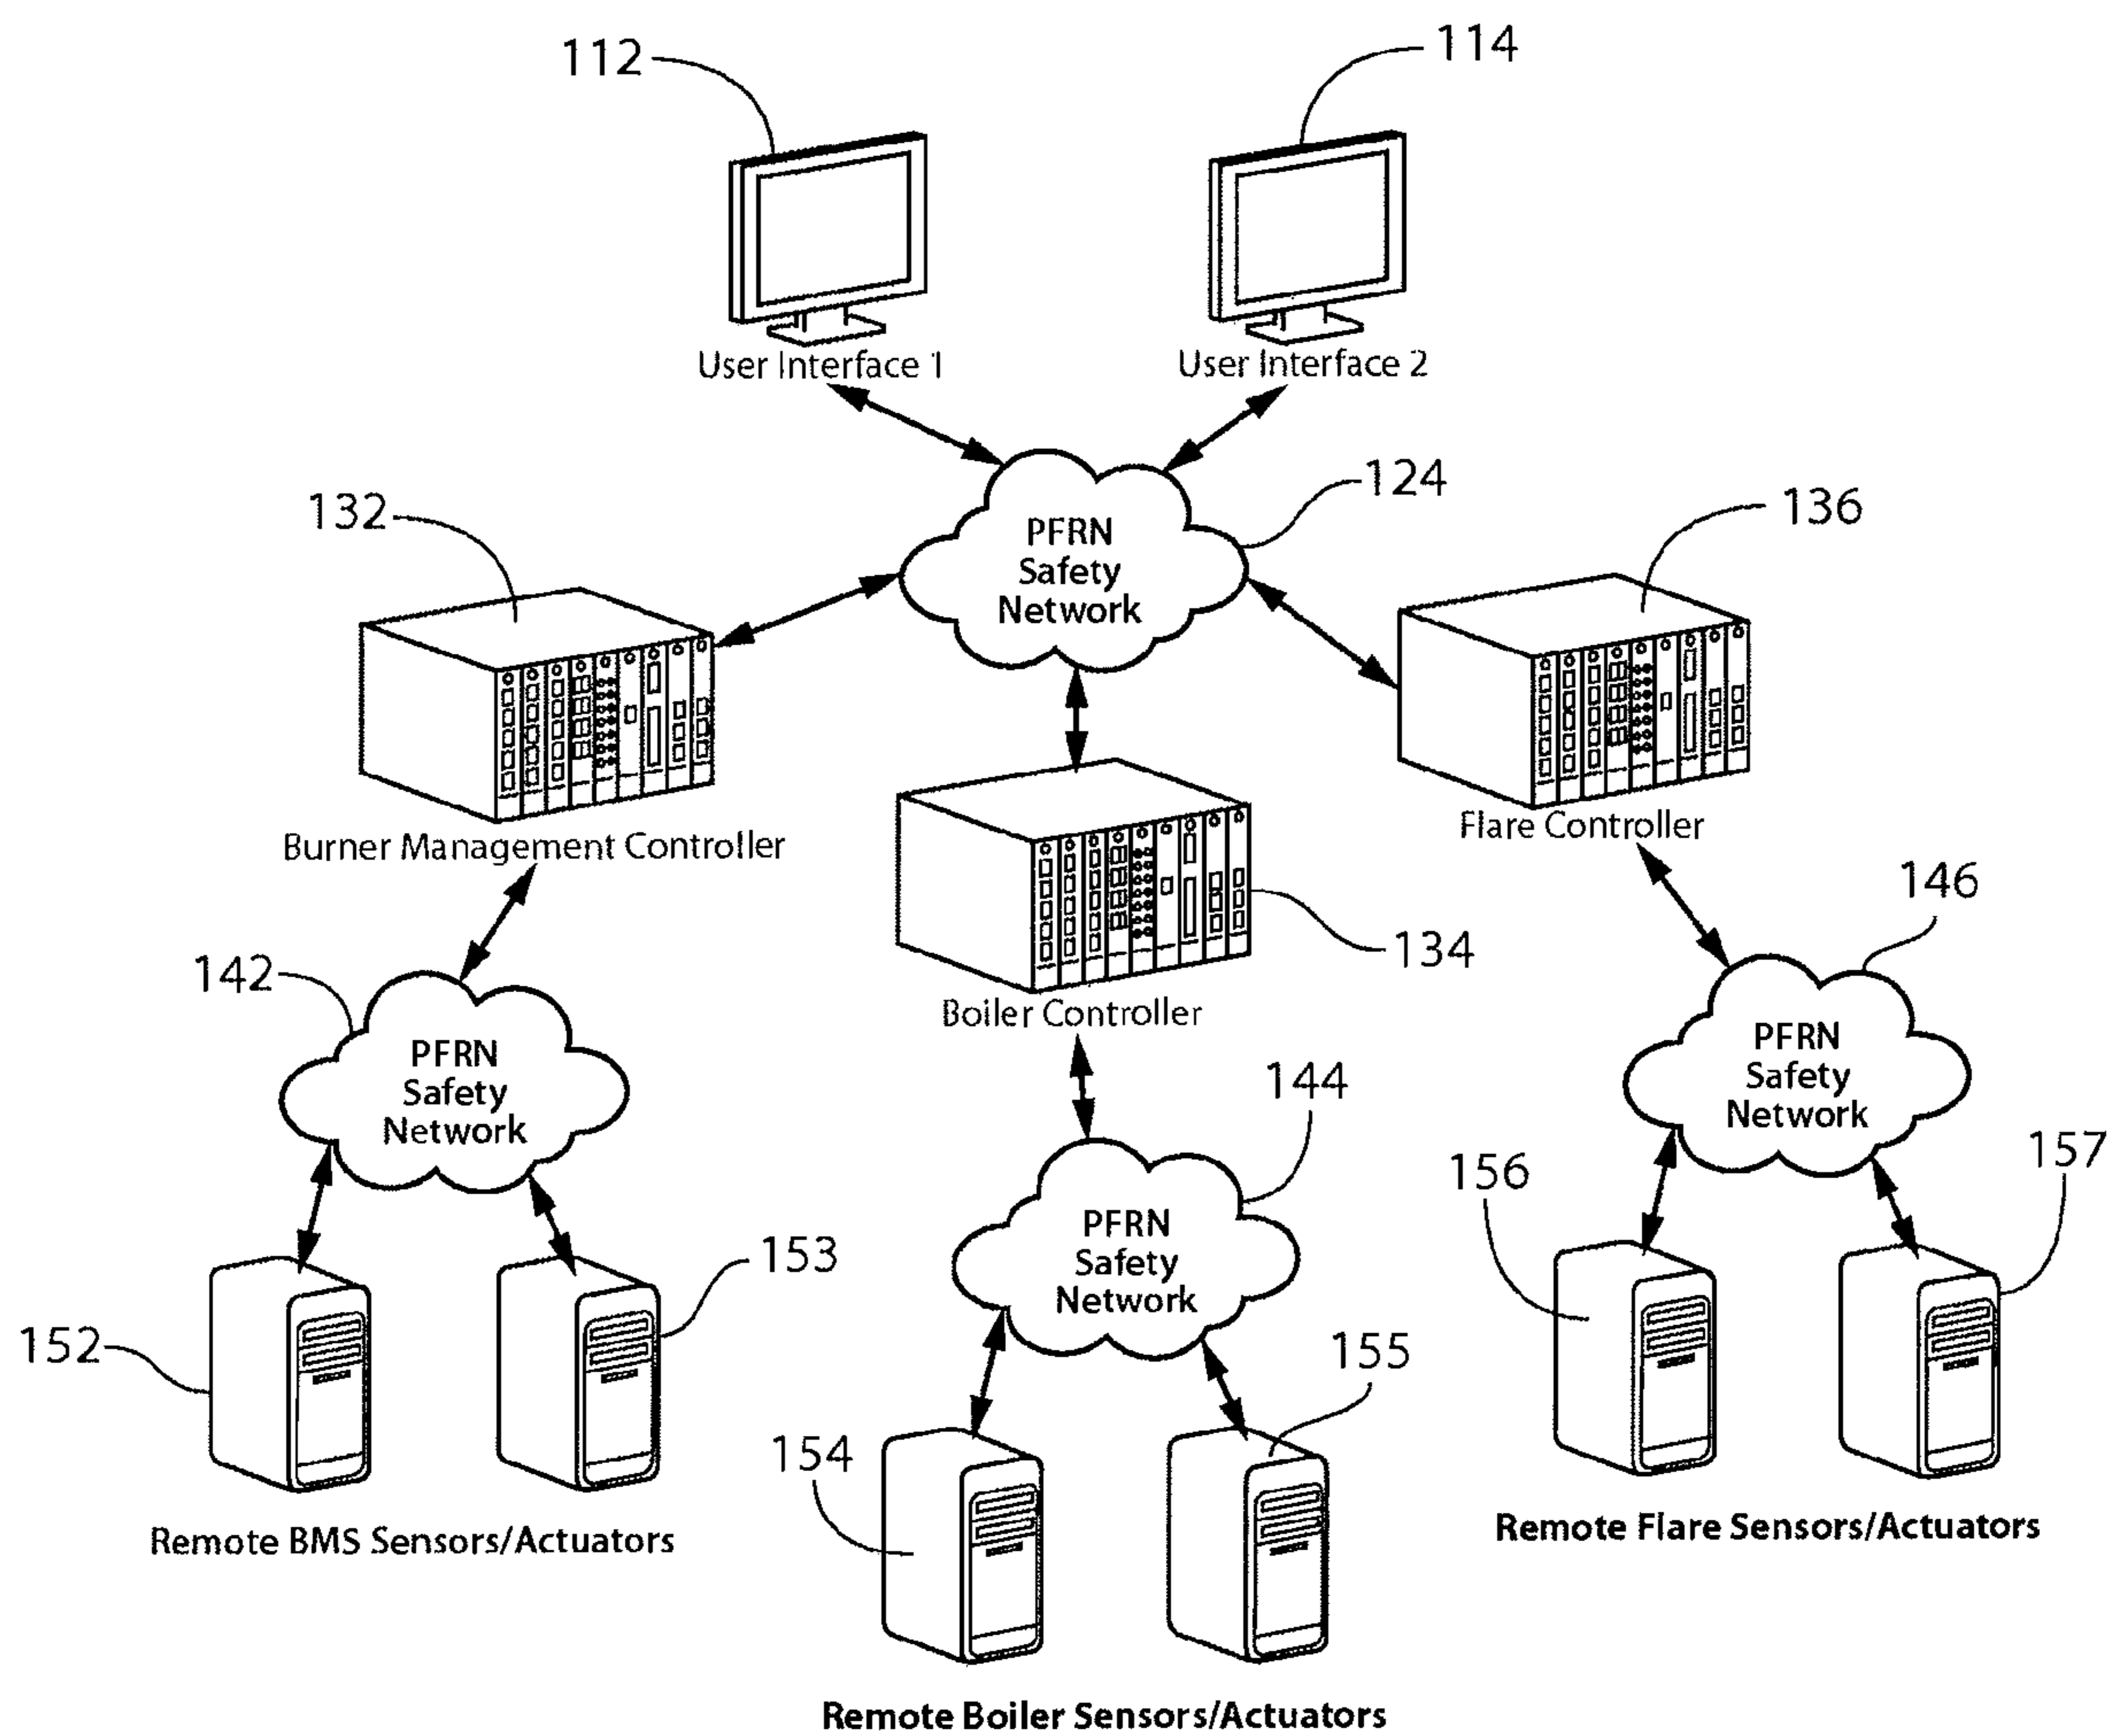 112
114
User Interface 1
User Interface 2
124
132
136
PFRN
Safety
Network
Burner Management Controller
Flare Controller
134
146
142
Boiler Controller
PFRN
Safety
Network
PFRN
Safety
Network
144
156
157
153
PFRN
Safety
Network
152
155
154
Remote BMS Sensors/Actuators
Remote Flare Sensors/Actuators
Remote Boiler Sensors/Actuators